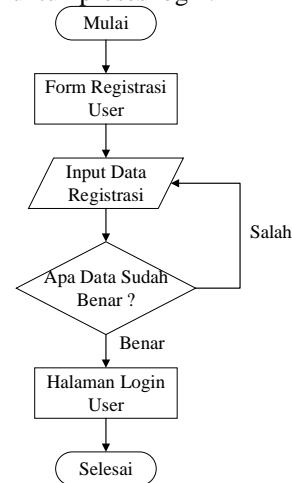 Mulai
Form Registrasi
User
Input Data
Registrasi
Salah
Apa Data Sudah
Benar ?
Benar
Halaman Login
User
Selesai